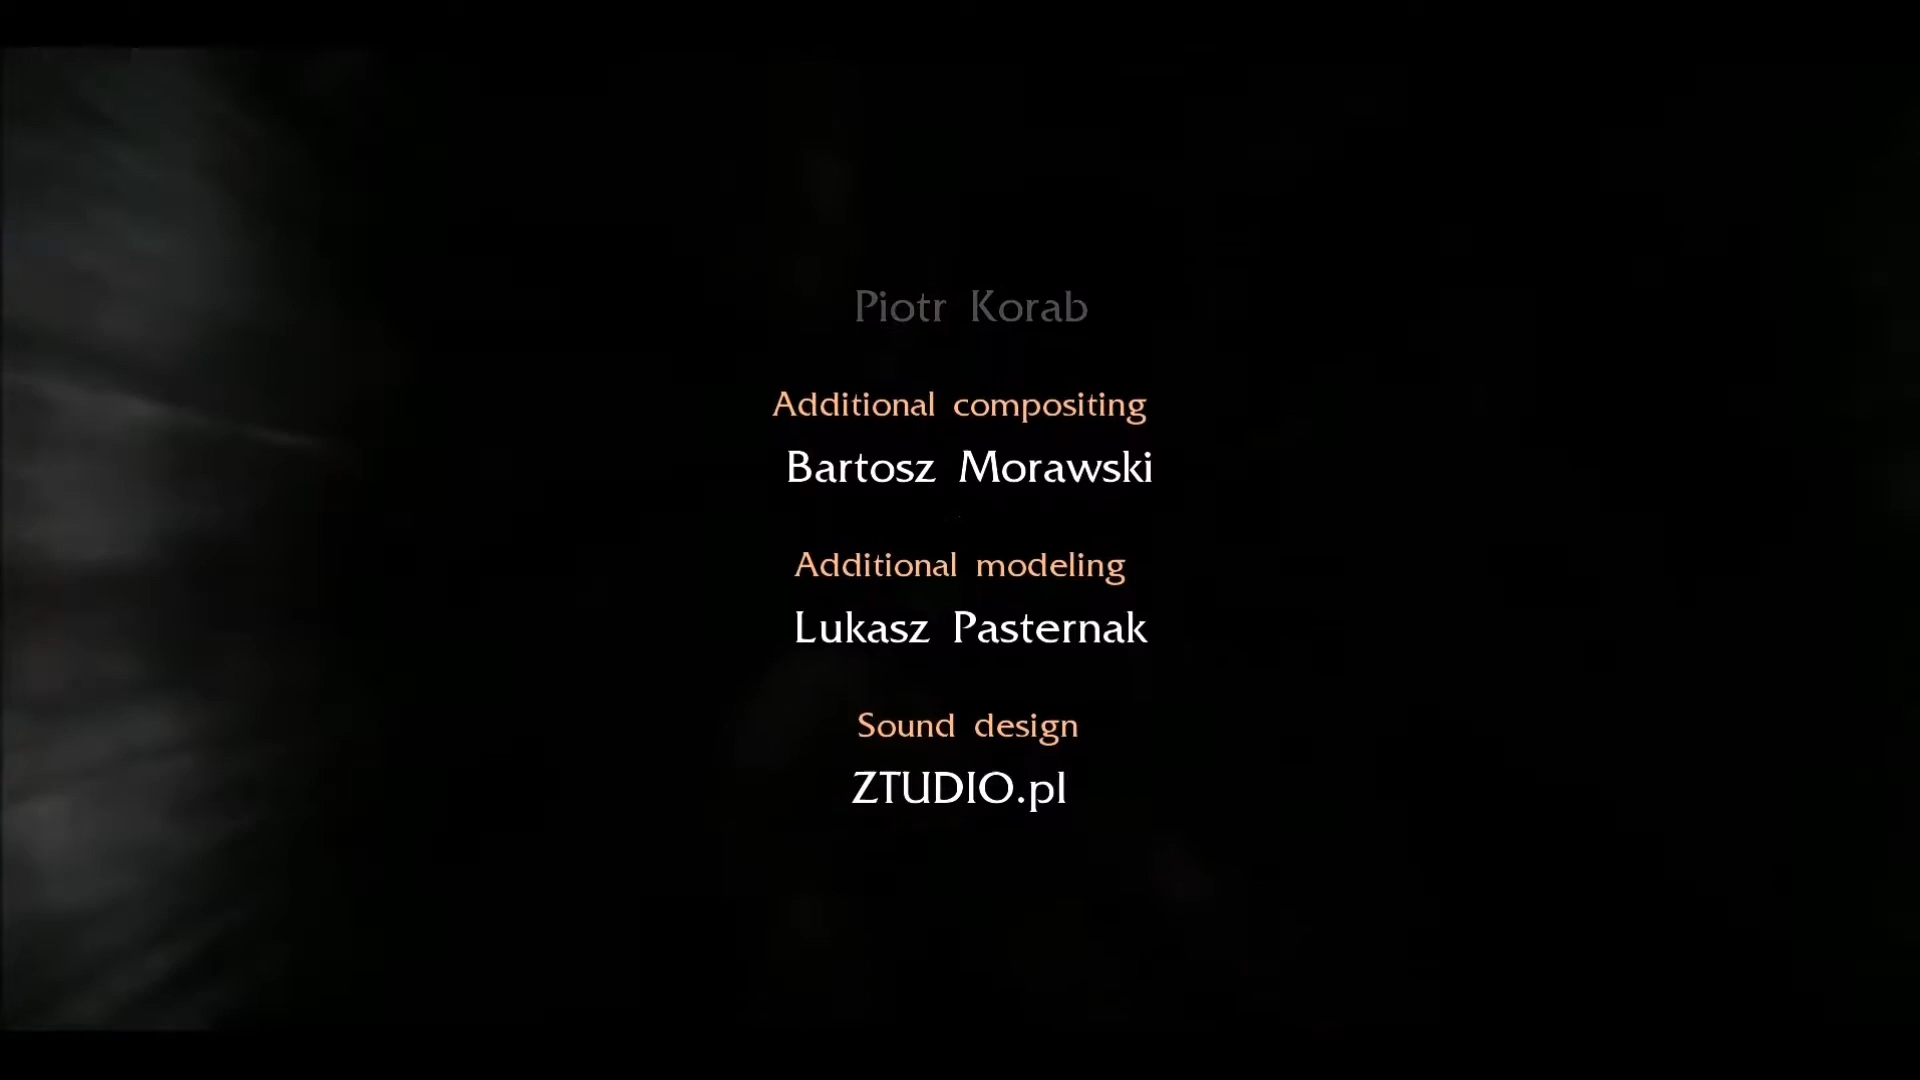 Piotr Korab
Additional compositing
Bartosz Morawski
Additional modeling
Lukasz Pasternak
Sound design
ZTUDIO.pl